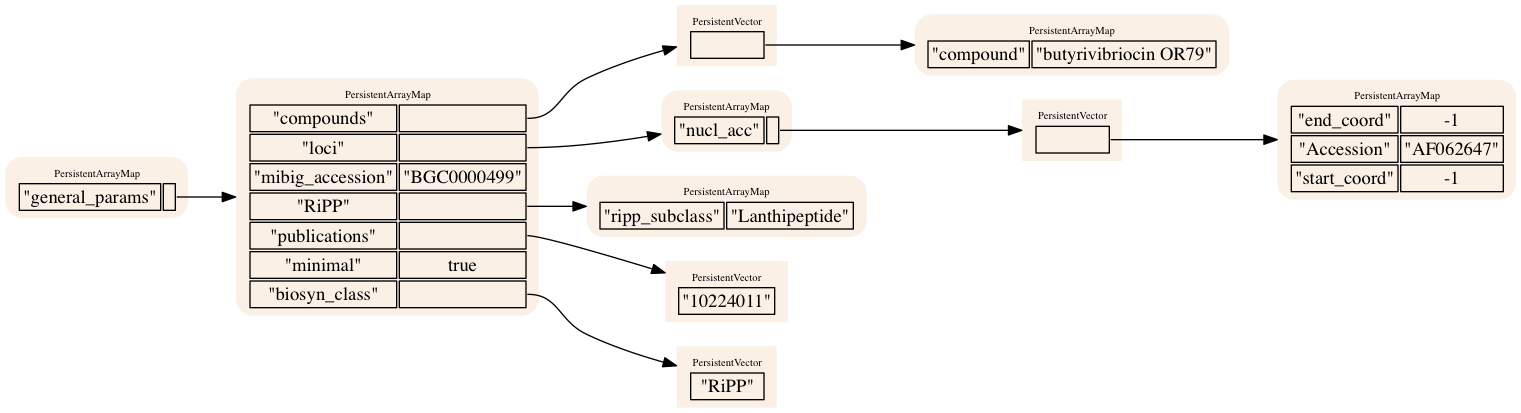 PersistentArrayMap
"general_params"
PersistentArrayMap
"compounds"
"loci"
"mibig_accession" "BGC0000499"
"RiPP"
"publications"
"minimal" true
"biosyn_class"
PersistentVector
PersistentArrayMap
"compound" "butyrivibriocin OR79"
PersistentArrayMap
"nucl_acc"
PersistentVector
PersistentArrayMap
"end_coord" -1
"Accession" "AF062647"
"start_coord" -1
PersistentArrayMap
"ripp_subclass" "Lanthipeptide"
PersistentVector
"10224011"
PersistentVector
"RiPP"